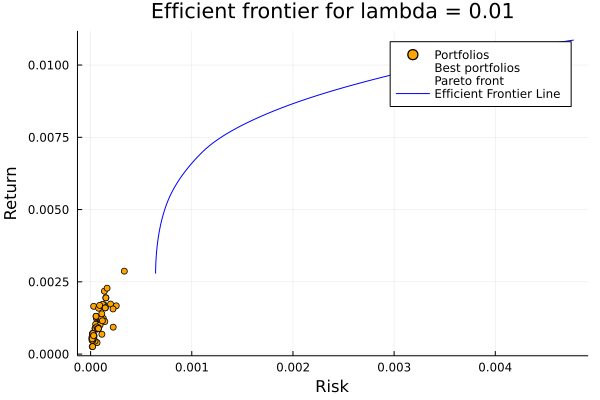 Efficient frontier for lambda = 0.01
Portfolios
Best portfolios
Pareto front
Efficient Frontier Line
Return
0.0100
0.0075
0.0050
0.0025
0.0000
0.000 0.001 0.002 0.003 0.004
Risk